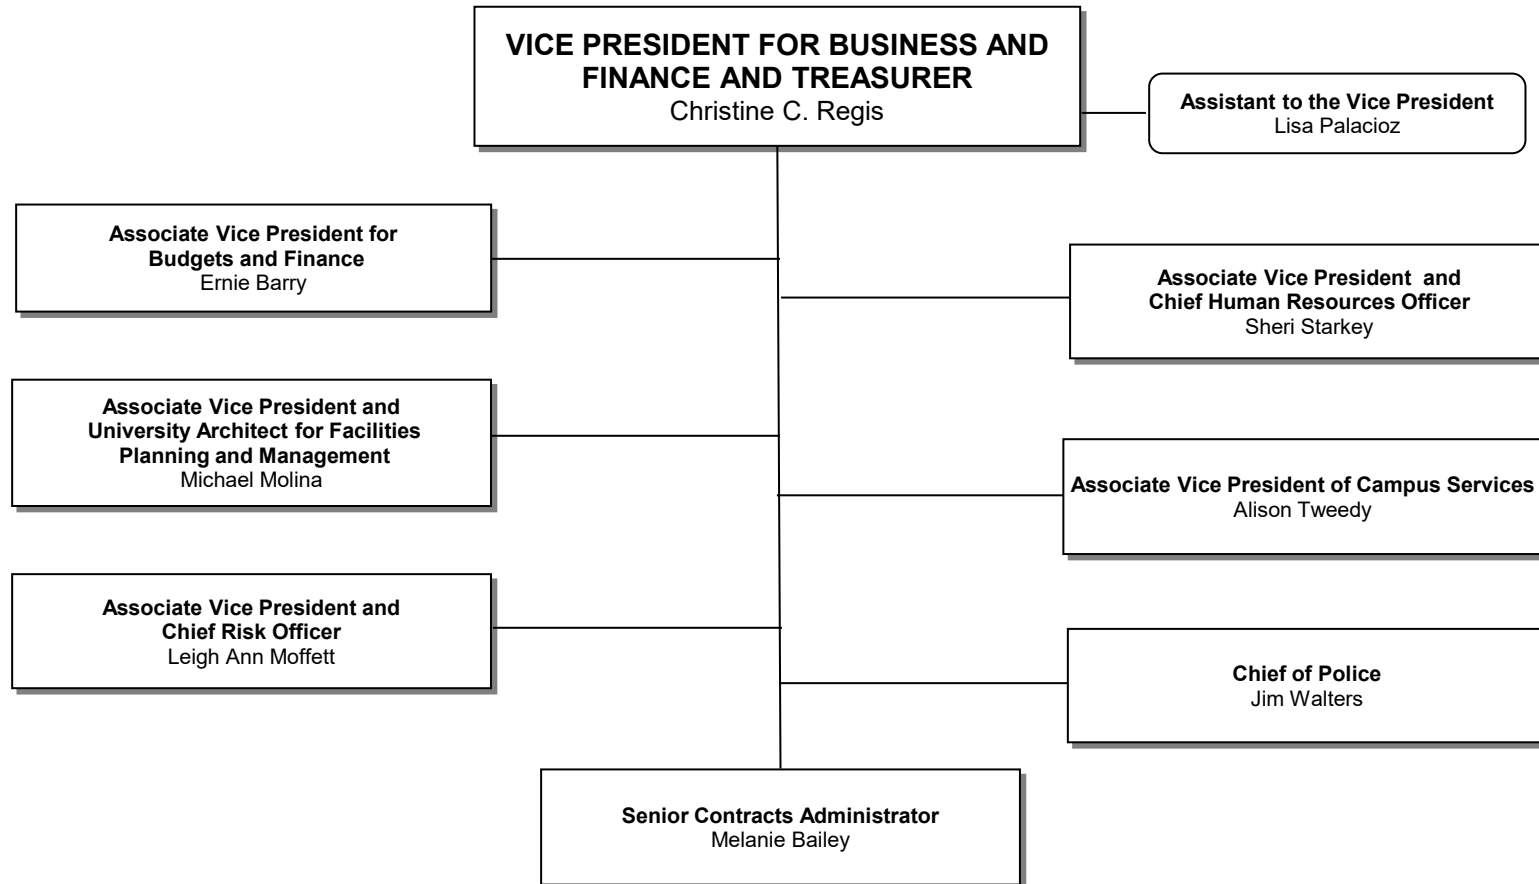 VICE PRESIDENT FOR BUSINESS AND
FINANCE AND TREASURER
Christine C. Regis
Assistant to the Vice President
Lisa Palacioz
Associate Vice President for
Budgets and Finance
Ernie Barry
Associate Vice President and
Chief Human Resources Officer
Sheri Starkey
Associate Vice President and
University Architect for Facilities
Planning and Management
Michael Molina
Associate Vice President of Campus Services
Alison Tweedy
Associate Vice President and
Chief Risk Officer
Leigh Ann Moffett
Chief of Police
Jim Walters
Senior Contracts Administrator
Melanie Bailey